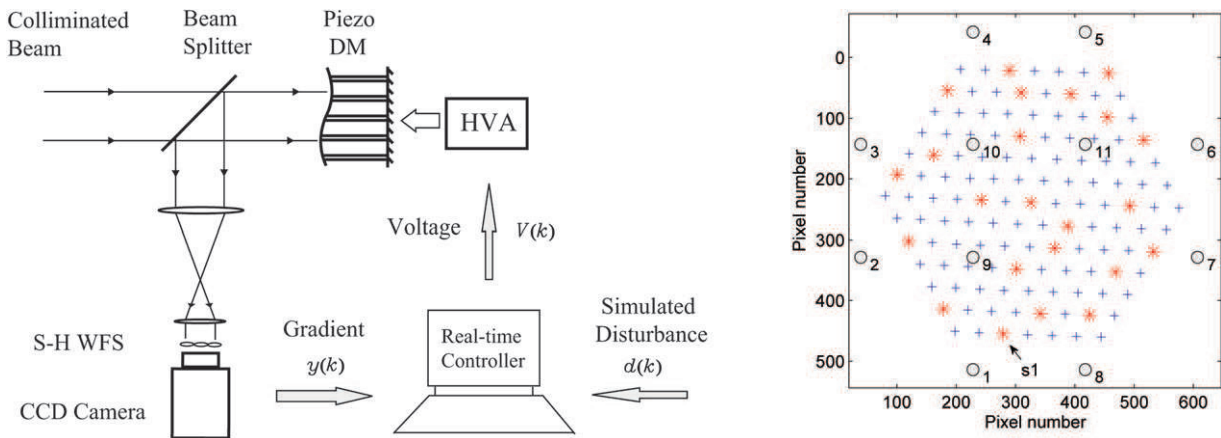 Colliminated
Beam
Beam
Splitter
Piezo
DM
HVA
Voltage
V(k)
S-H WFS
CCD Camera
Gradient
y(k)
Real-time
Controller
Simulated
Disturbance
d(k)
Pixel number
0
100
200
300
400
500
4
5
3
10
11
6
2
9
7
1
s1
8
100
200
300
400
500
600
Pixel number